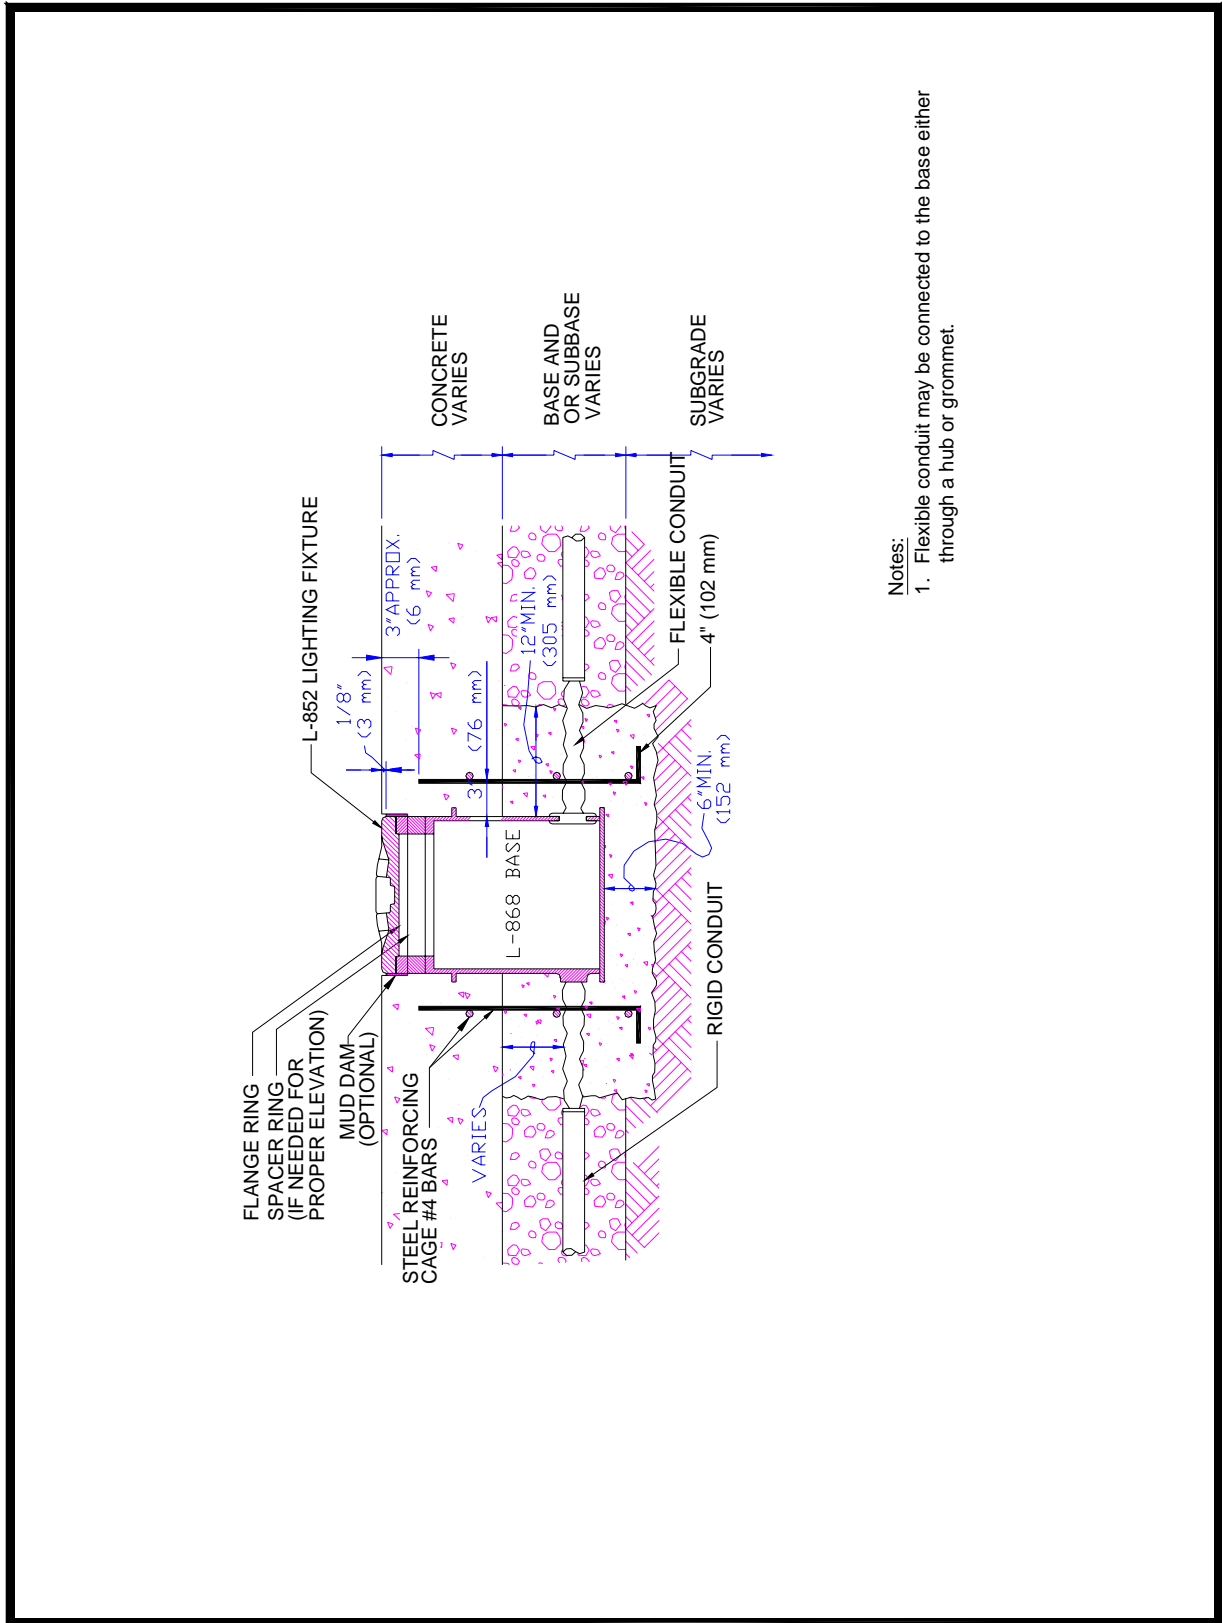 FLANGE RING
SPACER RING
(IF NEEDED FOR
PROPER ELEVATION)
MUD DAM
(OPTIONAL)
STEEL REINFORCING
CAGE #4 BARS
VARIES
L-852 LIGHTING FIXTURE
1/8"
(3 mm)
3"APPROX.
(6 mm)
3"
(76 mm)
12"MIN.
(305 mm)
L-868 BASE
FLEXIBLE CONDUIT
4" (102 mm)
6"MIN.
(152 mm)
RIGID CONDUIT
CONCRETE
VARIES
BASE AND
OR SUBBASE
VARIES
SUBGRADE
VARIES
Notes:
1. Flexible conduit may be connected to the base either
through a hub or grommet.